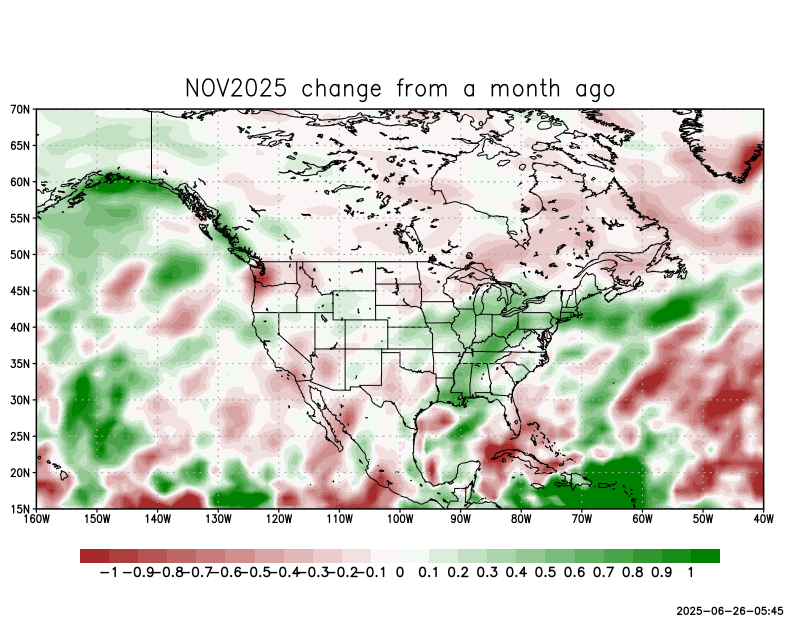 NOV2025 change from a month ago
70N
65N
60N
55N
50N
45N
40N
35N
30N
25N
20N
15N
160W 150W 140W 130W 120W 110W 100W 90W 80W 70W 60W 50W 40W
−1 −0.9 −0.8 −0.7 −0.6 −0.5 −0.4 −0.3 −0.2 −0.1 0 0.1 0.2 0.3 0.4 0.5 0.6 0.7 0.8 0.9 1
2025-06-26-05:45